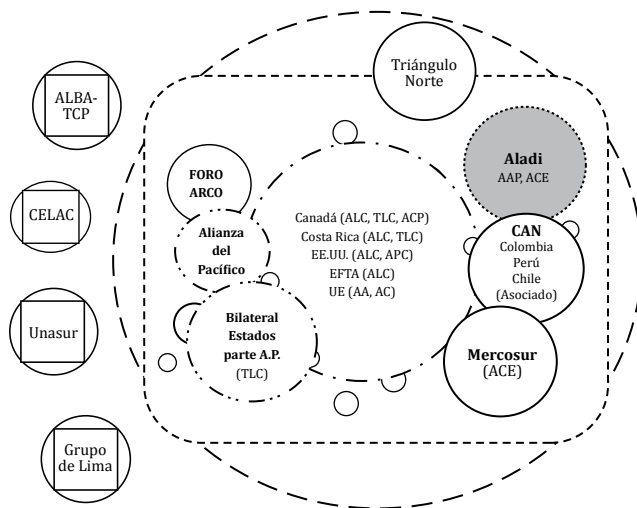 Triángulo
Norte
ALBA-
TCP
CELAC
Unasur
Grupo
de Lima
FORO
ARCO
Alianza
del
Pacífico
Bilateral
Estados
parte A.P.
(TLC)
Canadá (ALC, TLC, ACP)
Costa Rica (ALC, TLC)
EE.UU. (ALC, APC)
EFTA (ALC)
UE (AA, AC)
Aladi
AAP, ACE
CAN
Colombia
Perú
Chile
(Asociado)
Mercosur
(ACE)